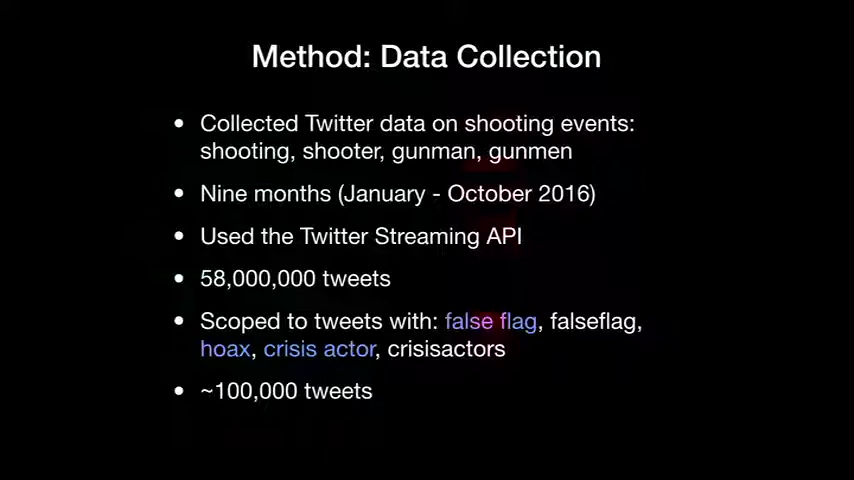 Method: Data Collection
• Collected Twitter data on shooting events:
shooting, shooter, gunman, gunmen
• Nine months (January - October 2016)
• Used the Twitter Streaming API
• 58,000,000 tweets
• Scoped to tweets with: false flag, falseflag,
hoax, crisis actor, crisisactors
• ~100,000 tweets